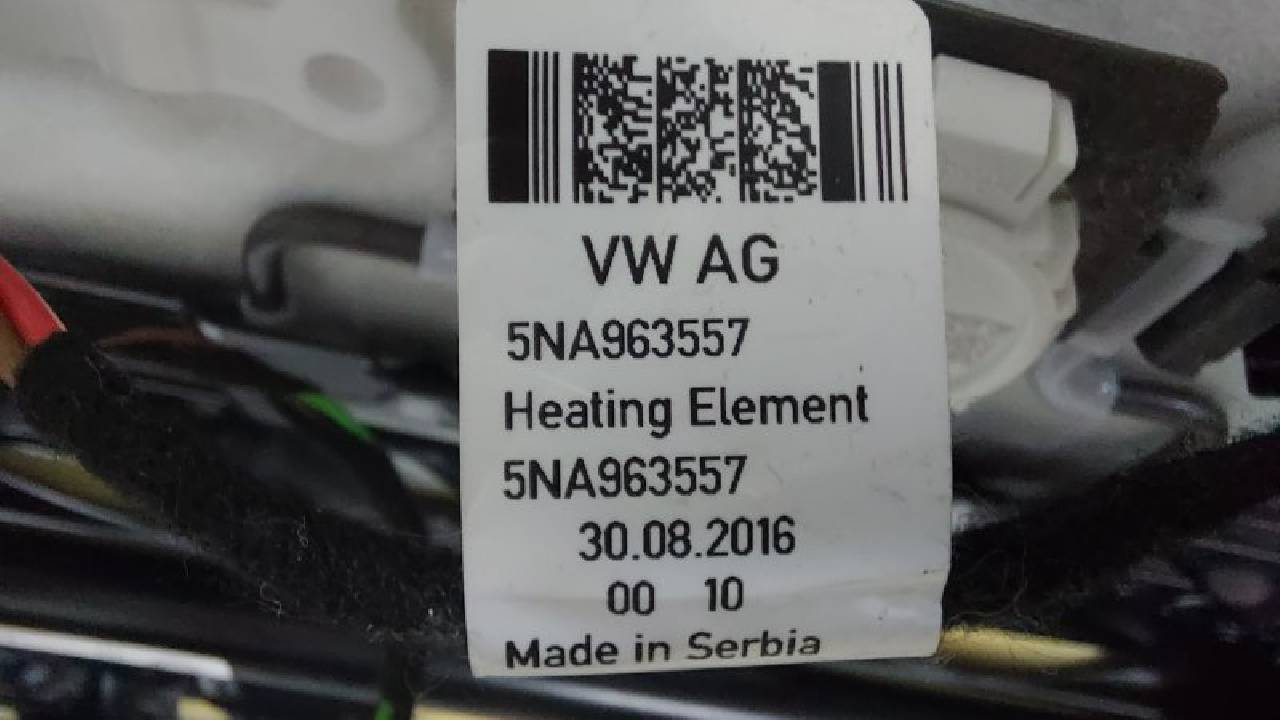 VW AG
5NA963557
Heating Element
5NA963557
30.08.2016
00 10
Made in Serbia